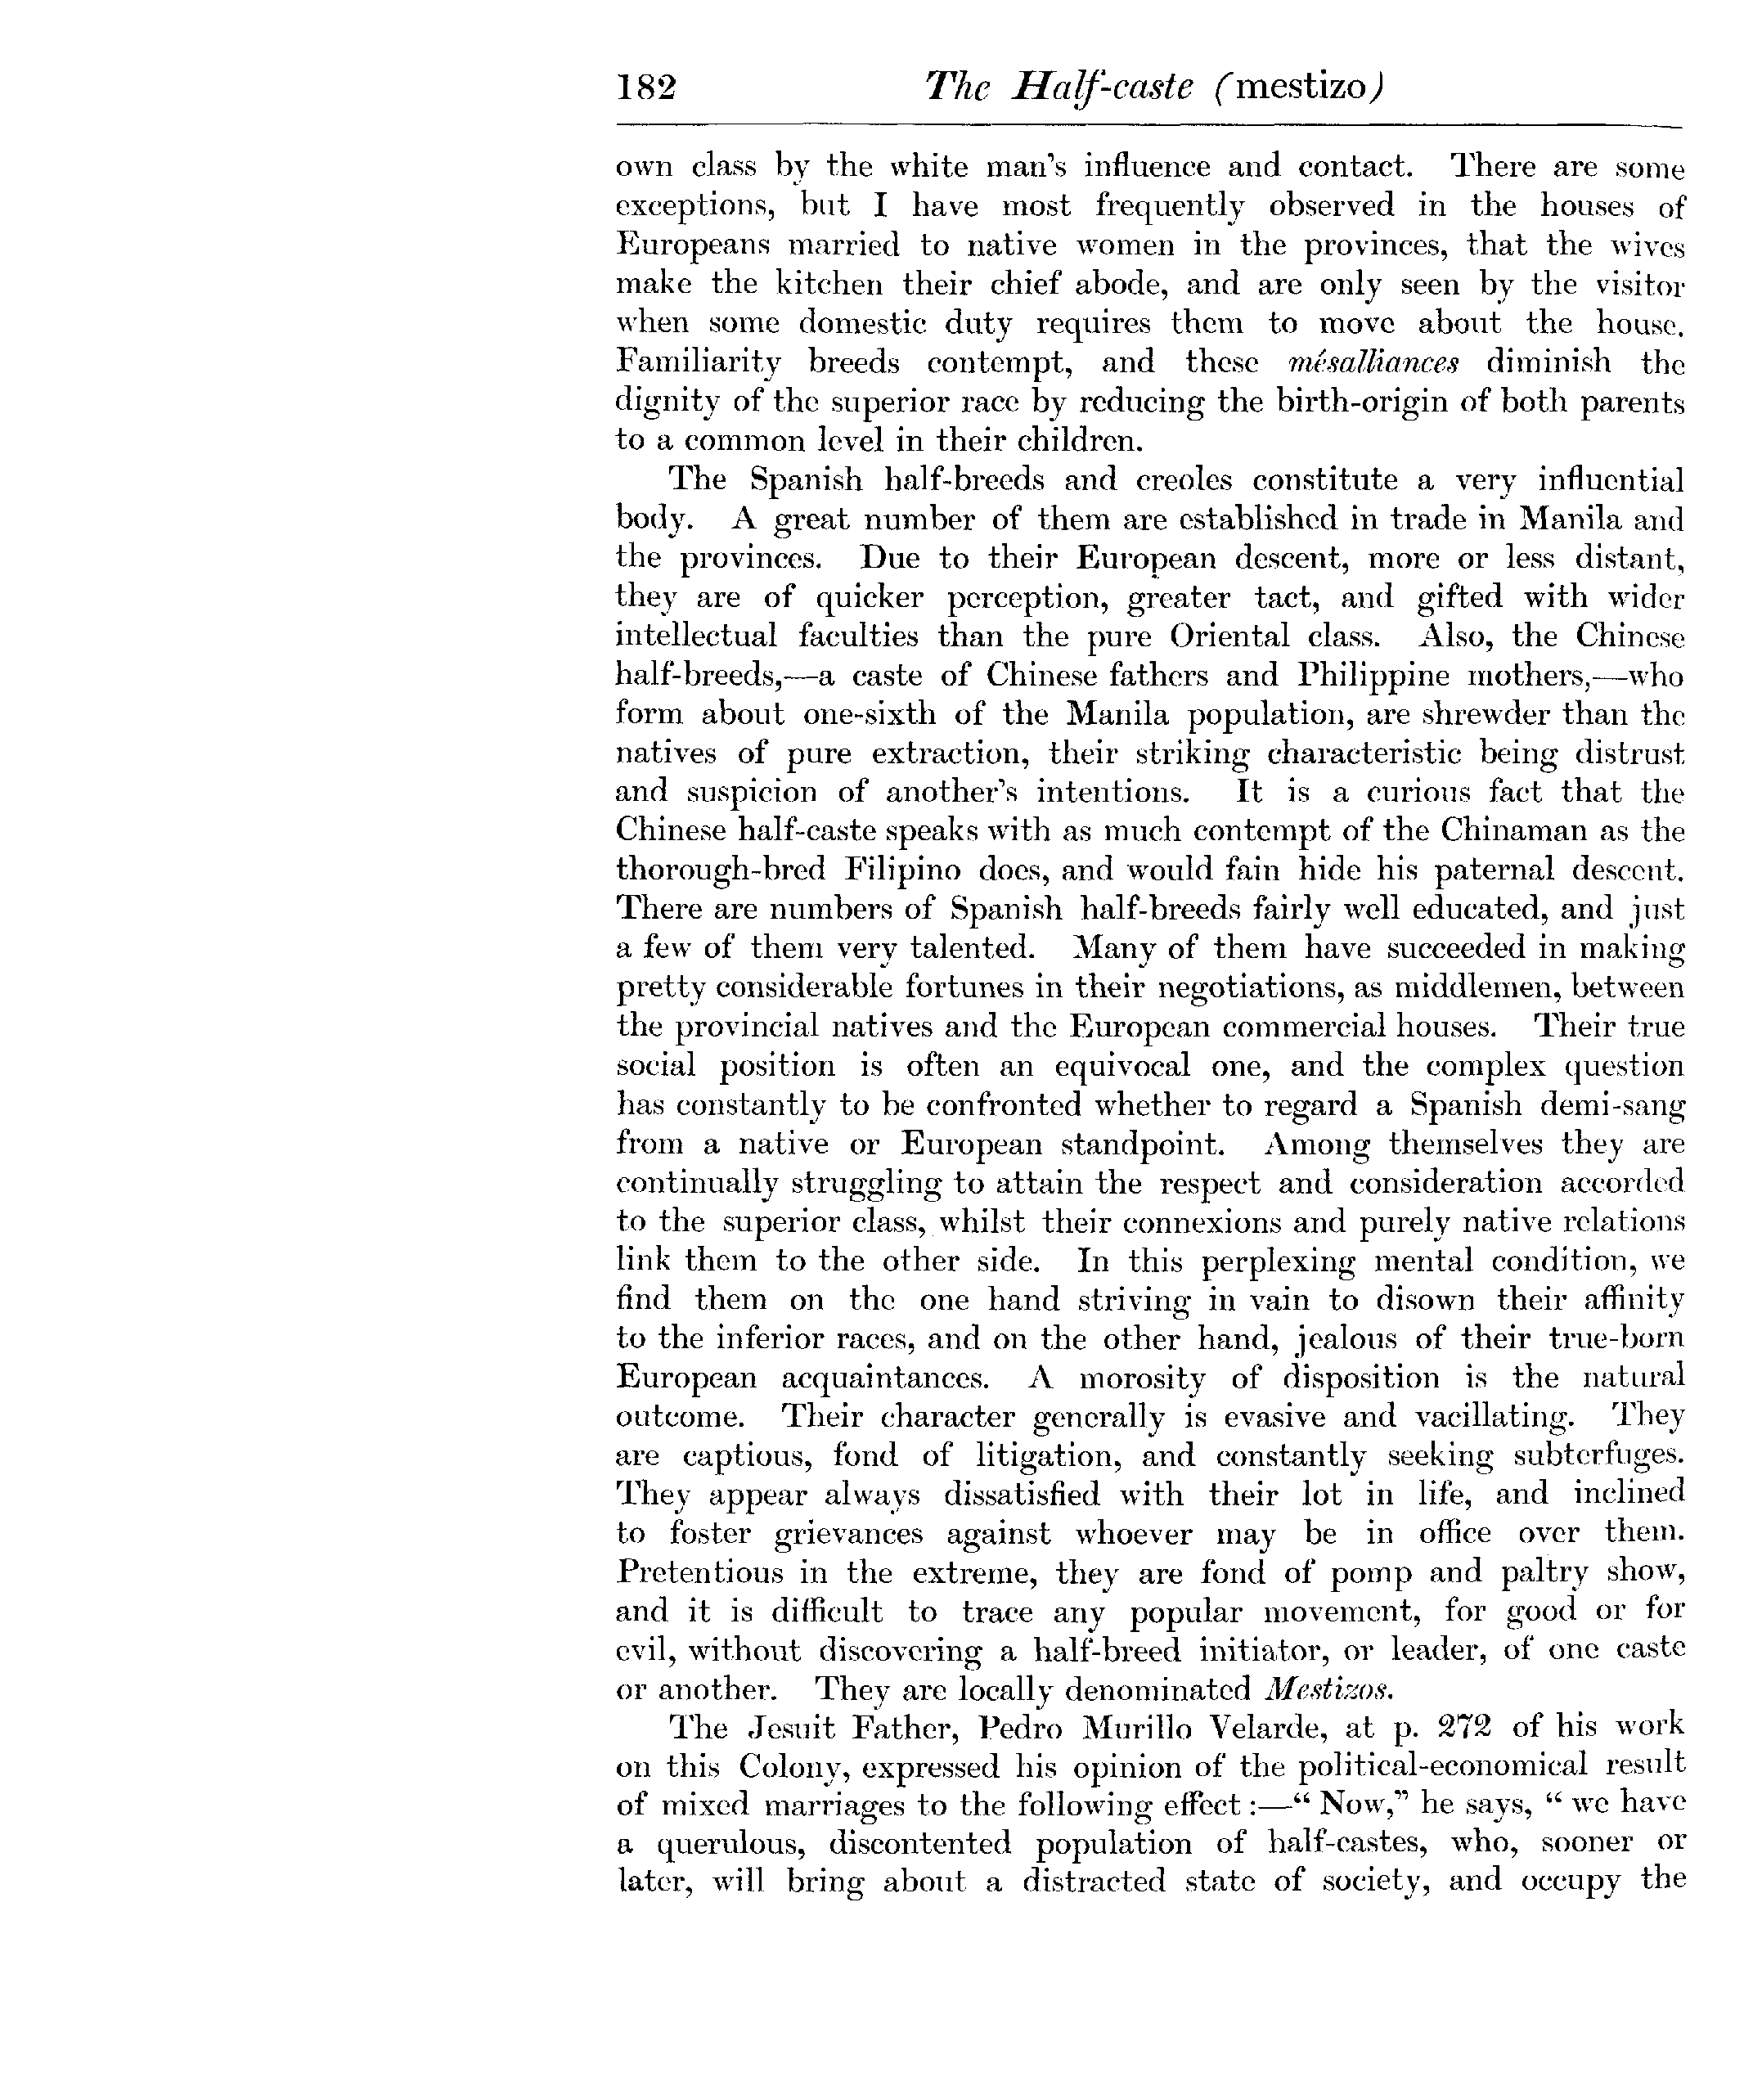 182 The Half-caste (mestizo)
own class by the white man's influence and contact. There are some
exceptions, but I have most frequently observed in the houses of
Europeans married to native women in the provinces, that the wives
make the kitchen their chief abode, and are only seen by the visitor
when some domestic duty requires them to move about the house.
Familiarity breeds contempt, and these mésalliances diminish the
dignity of the superior race by reducing the birth-origin of both parents
to a common level in their children.
The Spanish half-breeds and creoles constitute a very influential
body. A great number of them are established in trade in Manila and
the provinces. Due to their European descent, more or less distant,
they are of quicker perception, greater tact, and gifted with wider
intellectual faculties than the pure Oriental class. Also, the Chinese
half-breeds,—a caste of Chinese fathers and Philippine mothers,—who
form about one-sixth of the Manila population, are shrewder than the
natives of pure extraction, their striking characteristic being distrust
and suspicion of another's intentions. It is a curious fact that the
Chinese half-caste speaks with as much contempt of the Chinaman as the
thorough-bred Filipino does, and would fain hide his paternal descent.
There are numbers of Spanish half-breeds fairly well educated, and just
a few of them very talented. Many of them have succeeded in making
pretty considerable fortunes in their negotiations, as middlemen, between
the provincial natives and the European commercial houses. Their true
social position is often an equivocal one, and the complex question
has constantly to be confronted whether to regard a Spanish demi-sang
from a native or European standpoint. Among themselves they are
continually struggling to attain the respect and consideration accorded
to the superior class, whilst their connexions and purely native relations
link them to the other side. In this perplexing mental condition, we
find them on the one hand striving in vain to disown their affinity
to the inferior races, and on the other hand, jealous of their true-born
European acquaintances. A morosity of disposition is the natural
outcome. Their character generally is evasive and vacillating. They
are captious, fond of litigation, and constantly seeking subterfuges.
They appear always dissatisfied with their lot in life, and inclined
to foster grievances against whoever may be in office over them.
Pretentious in the extreme, they are fond of pomp and paltry show,
and it is difficult to trace any popular movement, for good or for
evil, without discovering a half-breed initiator, or leader, of one caste
or another. They are locally denominated Mestizos.
The Jesuit Father, Pedro Murillo Velarde, at p. 272 of his work
on this Colony, expressed his opinion of the political-economical result
of mixed marriages to the following effect :—“ Now,” he says, “ we have
a querulous, discontented population of half-castes, who, sooner or
later, will bring about a distracted state of society, and occupy the